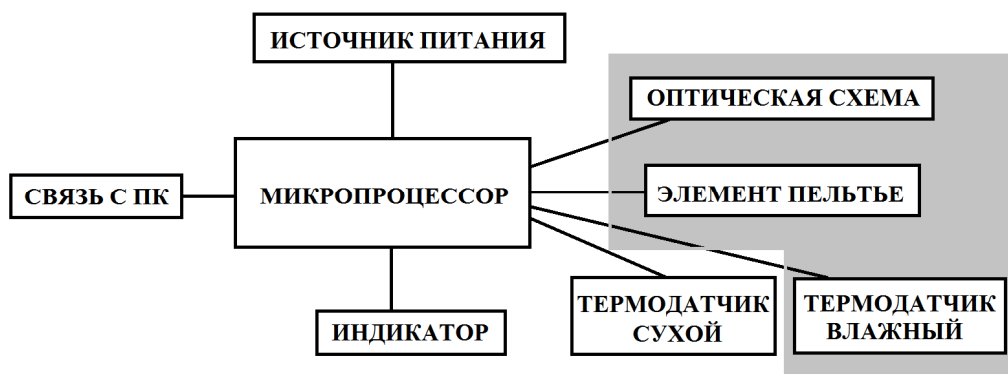 ИСТОЧНИК ПИТАНИЯ
ОПТИЧЕСКАЯ СХЕМА
СВЯЗЬ С ПК
МИКРОПРОЦЕССОР
ЭЛЕМЕНТ ПЕЛЬТЬЕ
ИНДИКАТОР
ТЕРМОДАТЧИК
СУХОЙ
ТЕРМОДАТЧИК
ВЛАЖНЫЙ